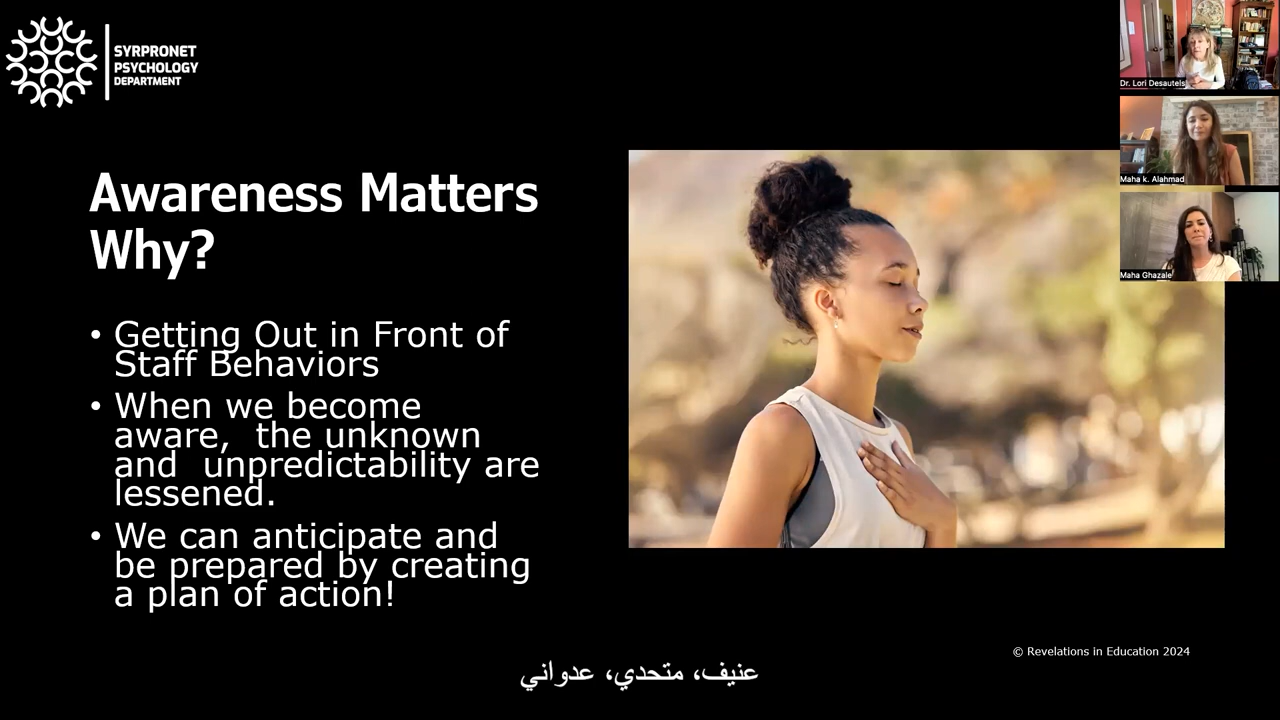 SYRPRONET
PSYCHOLOGY
DEPARTMENT
Dr. Lori Desautels
Maha k. Alahmad
Maha Ghazale
Awareness Matters
Why?
• Getting Out in Front of
Staff Behaviors
• When we become
aware,  the unknown
and  unpredictability are
lessened.
• We can anticipate and
be prepared by creating
a plan of action!
© Revelations in Education 2024
عنيف، متحدي، عدواني